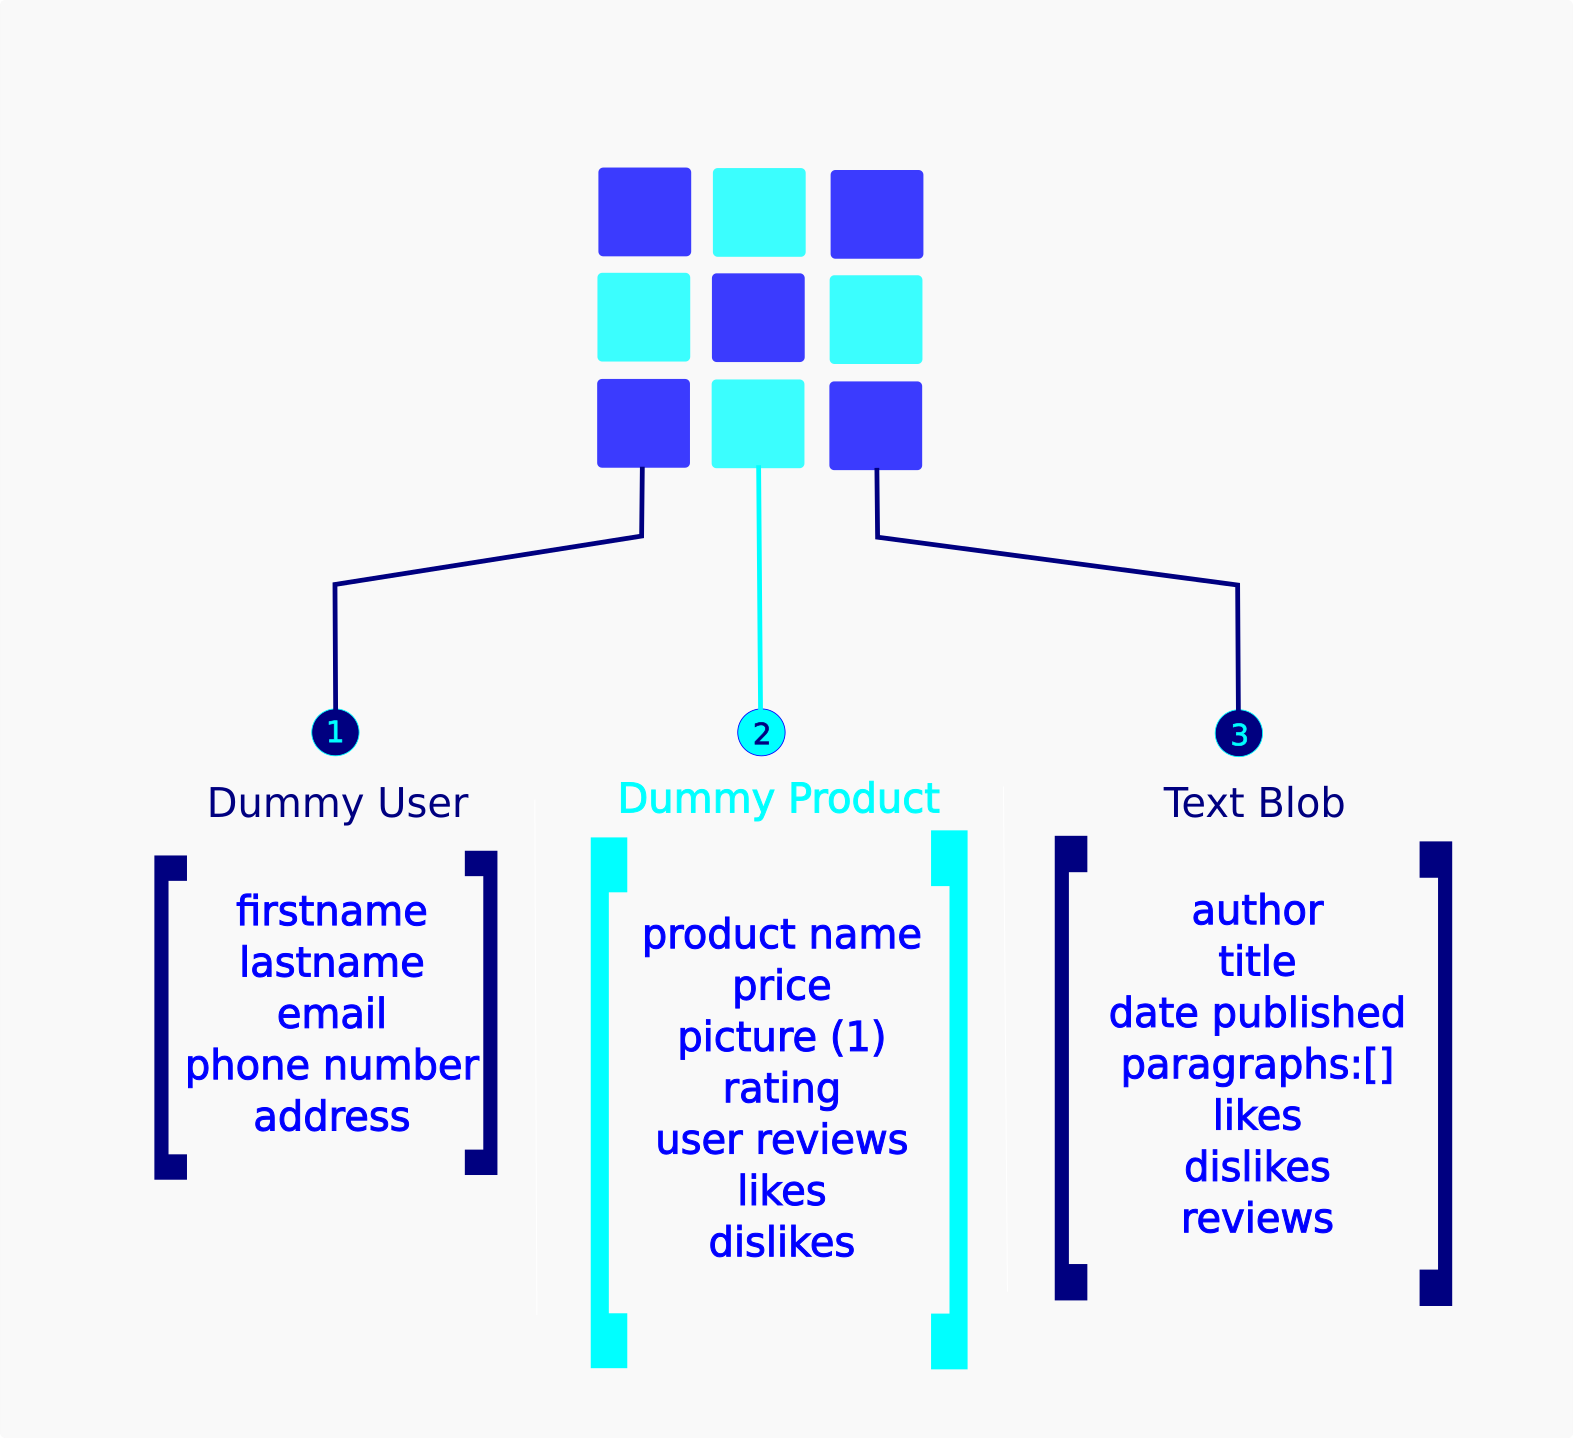 1
Dummy User
firstname
lastname
email
phone number
address
2
Dummy Product
product name
price
picture (1)
rating
user reviews
likes
dislikes
3
Text Blob
author
title
date published
paragraphs:[]
likes
dislikes
reviews